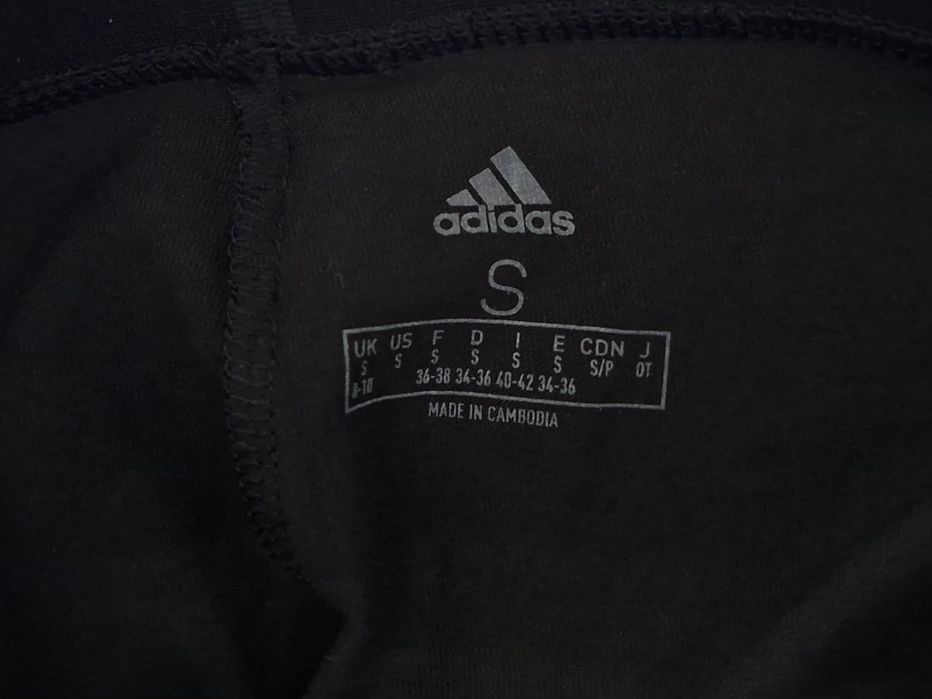 adidas
S
UK US F D I E CDN J
S S S S S S S/P OT
8-10 36-38 34-36 40-42 34-36
MADE IN CAMBODIA